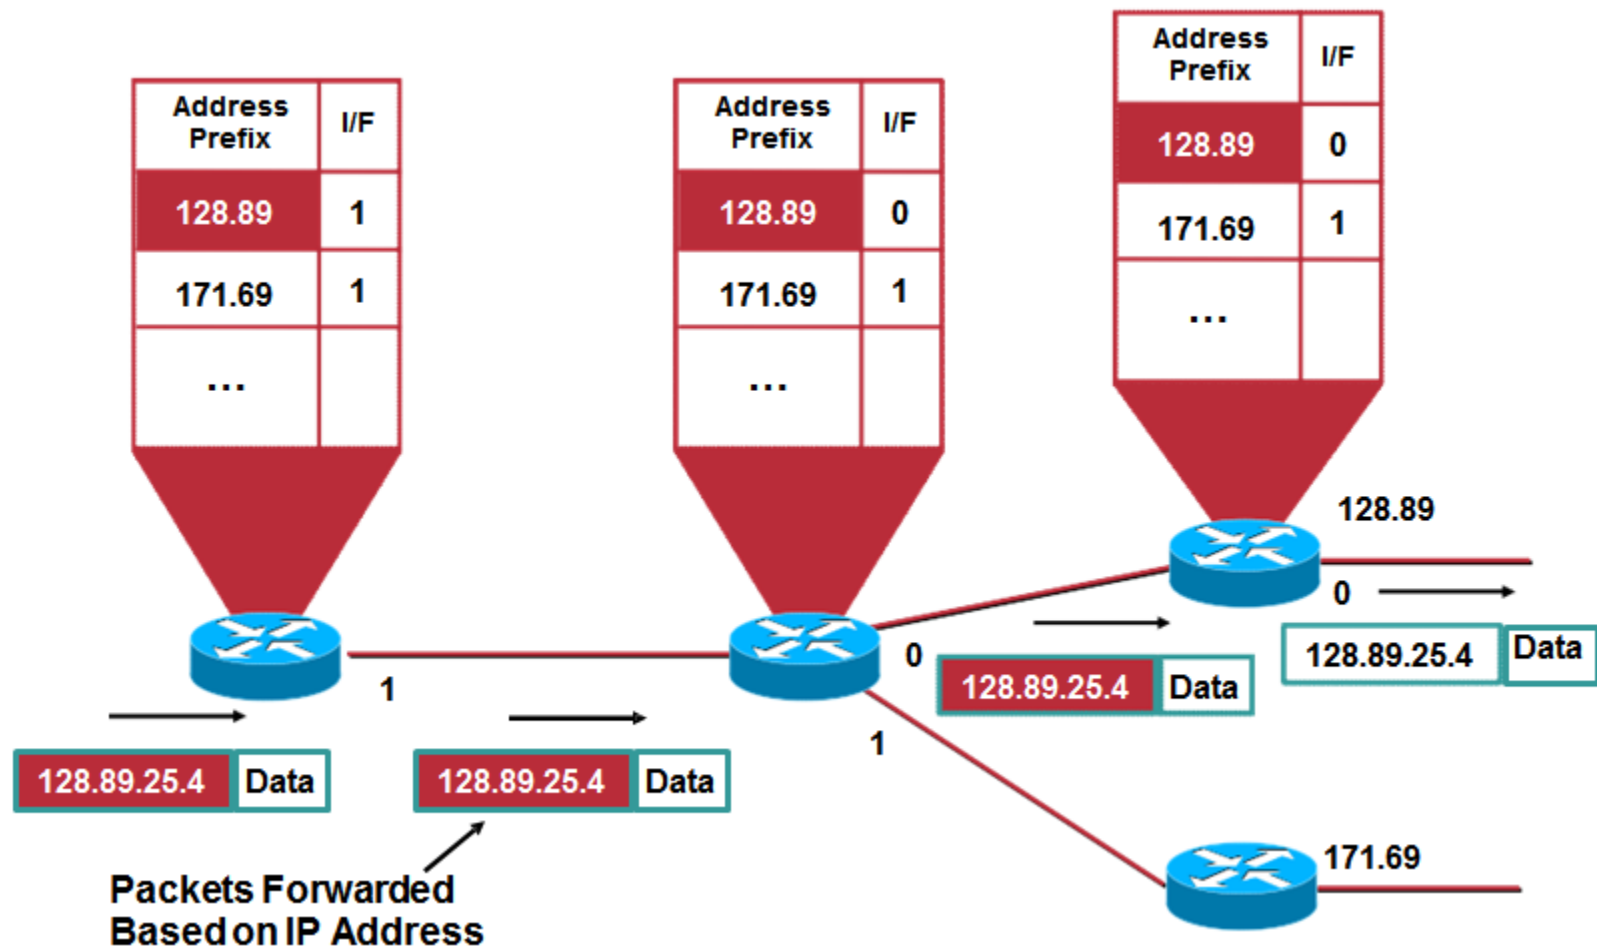 Address Prefix I/F
128.89 1
171.69 1
...
Address Prefix I/F
128.89 0
171.69 1
...
Address Prefix I/F
128.89 0
171.69 1
...
128.89
0
128.89.25.4 Data
1
0
128.89.25.4 Data
1
128.89.25.4 Data
128.89.25.4 Data
171.69
Packets Forwarded
Based on IP Address